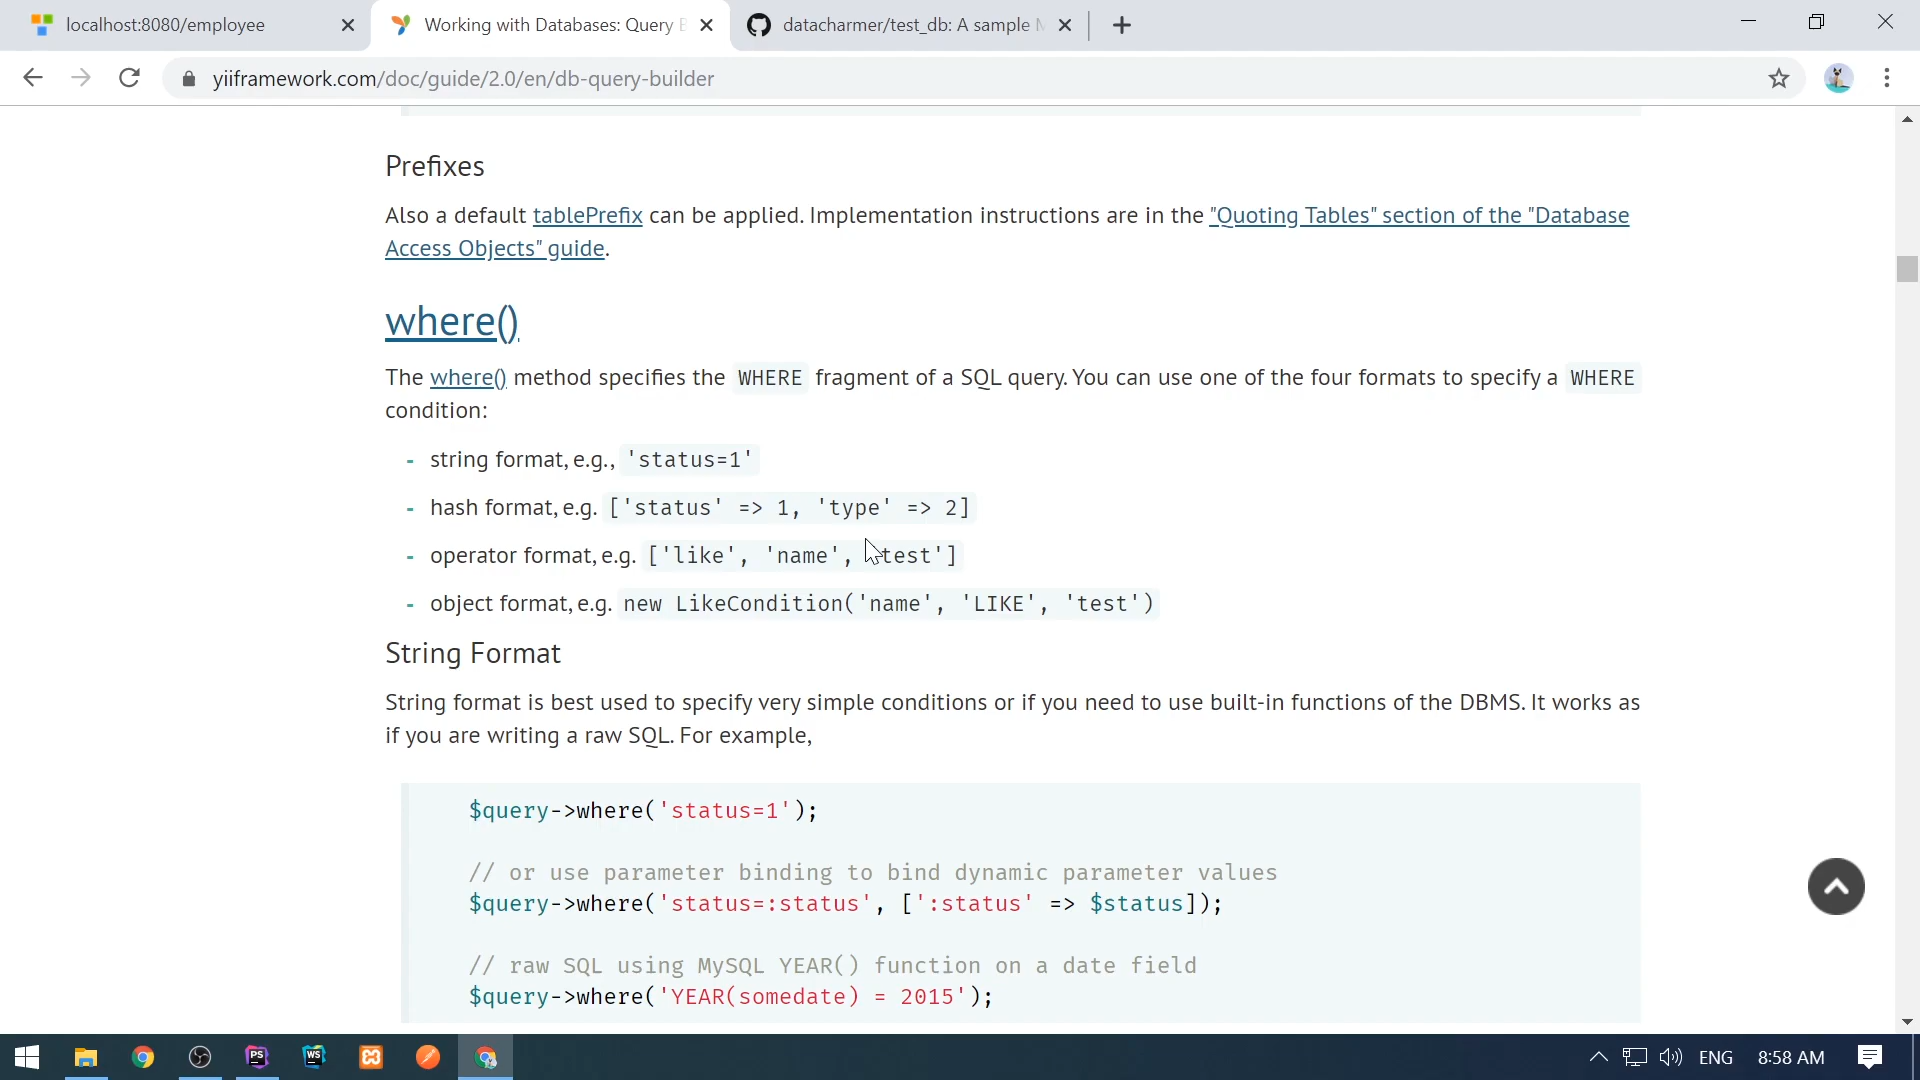 localhost:8080/employee
Working with Databases: Query B
datacharmer/test_db: A sample M
yiiframework.com/doc/guide/2.0/en/db-query-builder
Prefixes
Also a default tablePrefix can be applied. Implementation instructions are in the "Quoting Tables" section of the "Database
Access Objects" guide.
where()
The where() method specifies the WHERE fragment of a SQL query. You can use one of the four formats to specify a WHERE
condition:
- string format, e.g., 'status=1'
- hash format, e.g. ['status' => 1, 'type' => 2]
- operator format, e.g. ['like', 'name', 'test']
- object format, e.g. new LikeCondition('name', 'LIKE', 'test')
String Format
String format is best used to specify very simple conditions or if you need to use built-in functions of the DBMS. It works as
if you are writing a raw SQL. For example,
$query->where('status=1');
// or use parameter binding to bind dynamic parameter values
$query->where('status=:status', [':status' => $status]);
// raw SQL using MySQL YEAR() function on a date field
$query->where('YEAR(somedate) = 2015');
PS
WS
ENG
8:58 AM